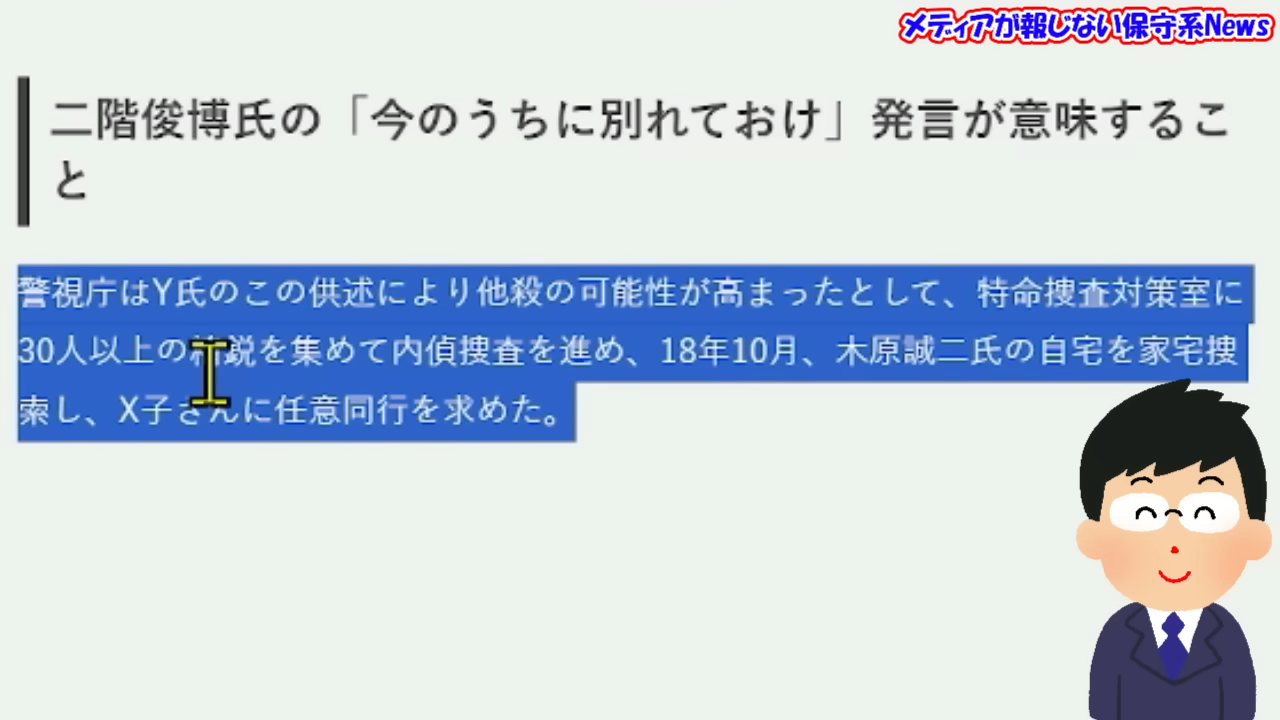 メディアが報じない保守系News
二階俊博氏の「今のうちに別れておけ」発言が意味するこ
と
警視庁はY氏のこの供述により他殺の可能性が高まったとして、特命捜査対策室に
30人以上の精鋭を集めて内偵捜査を進め、18年10月、木原誠二氏の自宅を家宅捜
索し、X子さんに任意同行を求めた。